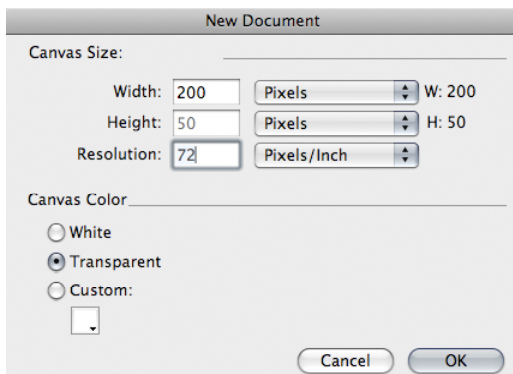 New Document
Canvas Size:
Width: 200 Pixels W: 200
Height: 50 Pixels H: 50
Resolution: 72 Pixels/Inch
Canvas Color
White
Transparent
Custom:
Cancel OK